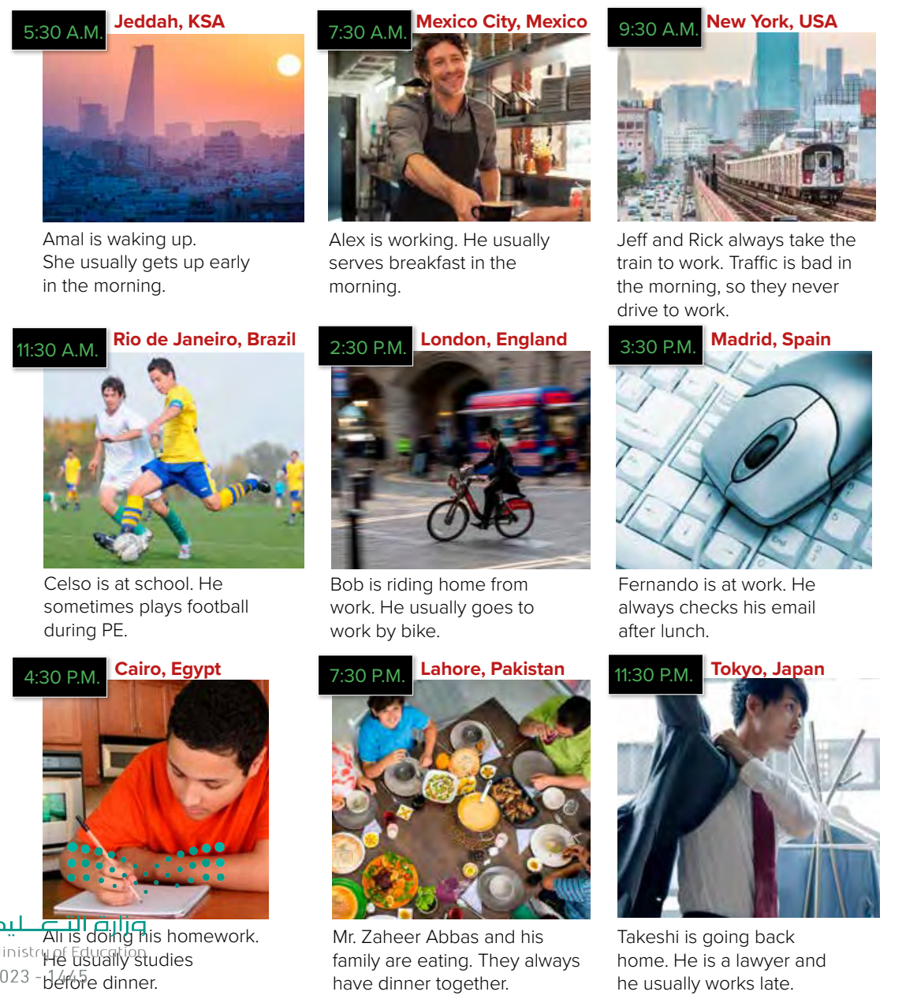 5:30 A.M.
Jeddah, KSA
Amal is waking up.
She usually gets up early
in the morning.
7:30 A.M.
Mexico City, Mexico
Alex is working. He usually
serves breakfast in the
morning.
9:30 A.M.
New York, USA
Jeff and Rick always take the
train to work. Traffic is bad in
the morning, so they never
drive to work.
11:30 A.M.
Rio de Janeiro, Brazil
Celso is at school. He
sometimes plays football
during PE.
2:30 P.M.
London, England
Bob is riding home from
work. He usually goes to
work by bike.
3:30 P.M.
Madrid, Spain
Fernando is at work. He
always checks his email
after lunch.
End
4:30 P.M.
Cairo, Egypt
Ali is doing his homework.
He usually studies
before dinner.
وزارة التعليم
Ministry of Education
2023 - 1445
7:30 P.M.
Lahore, Pakistan
Mr. Zaheer Abbas and his
family are eating. They always
have dinner together.
11:30 P.M.
Tokyo, Japan
Takeshi is going back
home. He is a lawyer and
he usually works late.